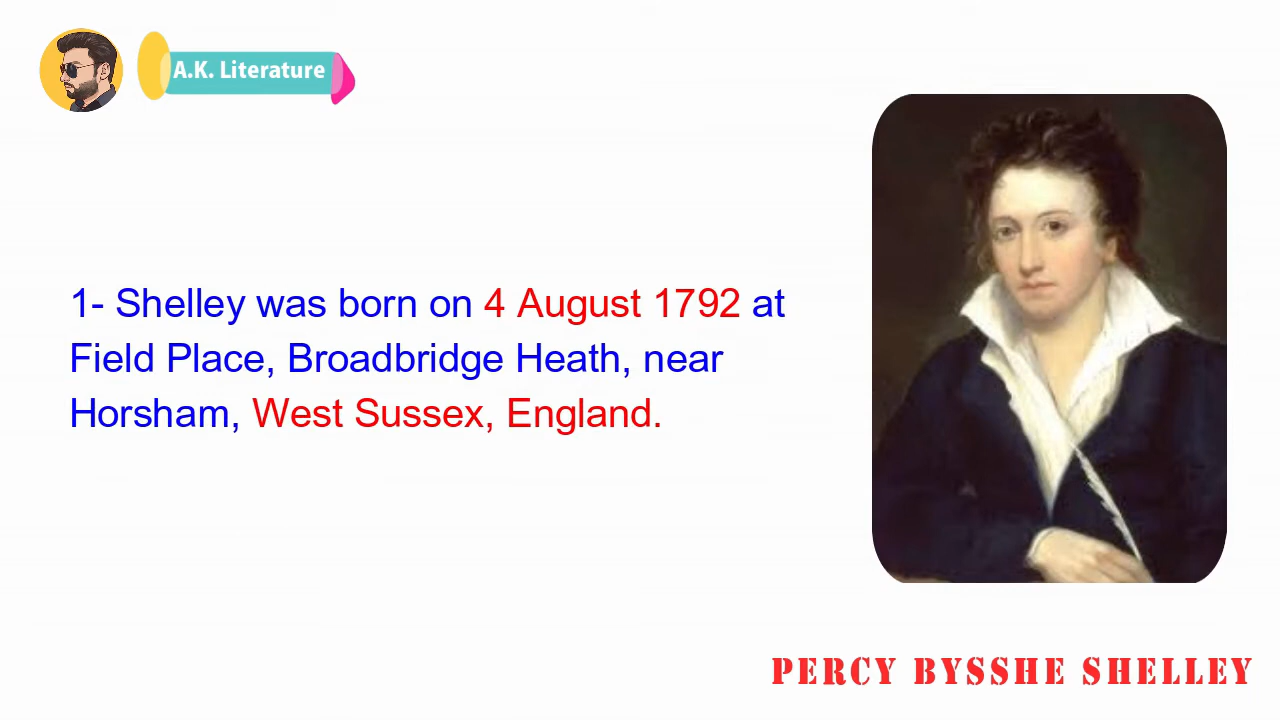 A.K. Literature
1- Shelley was born on 4 August 1792 at
Field Place, Broadbridge Heath, near
Horsham, West Sussex, England.
PERCY BYSSHE SHELLEY